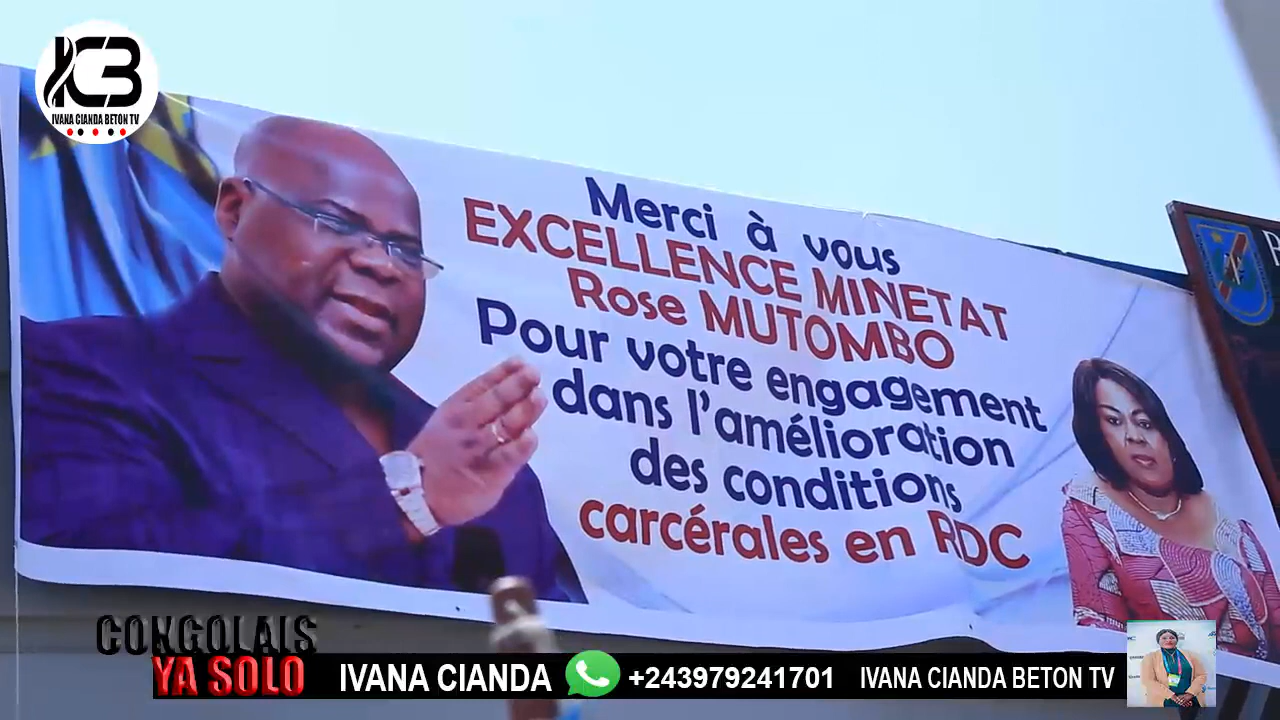 ICB
IVANA CIANDA BETON TV
Merci à vous
EXCELLENCE MINETAT
Rose MUTOMBO
Pour votre engagement
dans l'amélioration
des conditions
carcérales en RDC
CONGOLAIS
YA SOLO
IVANA CIANDA
+243979241701
IVANA CIANDA BETON TV